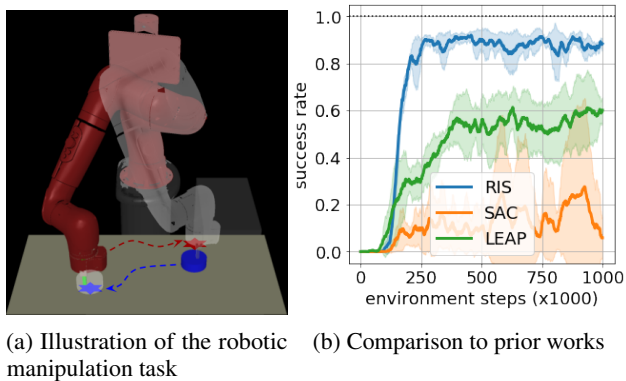 1.0
0.8
0.6
0.4
0.2
0.0
success rate
RIS
SAC
LEAP
0 250 500 750 1000
environment steps (x1000)
(a) Illustration of the robotic
manipulation task
(b) Comparison to prior works